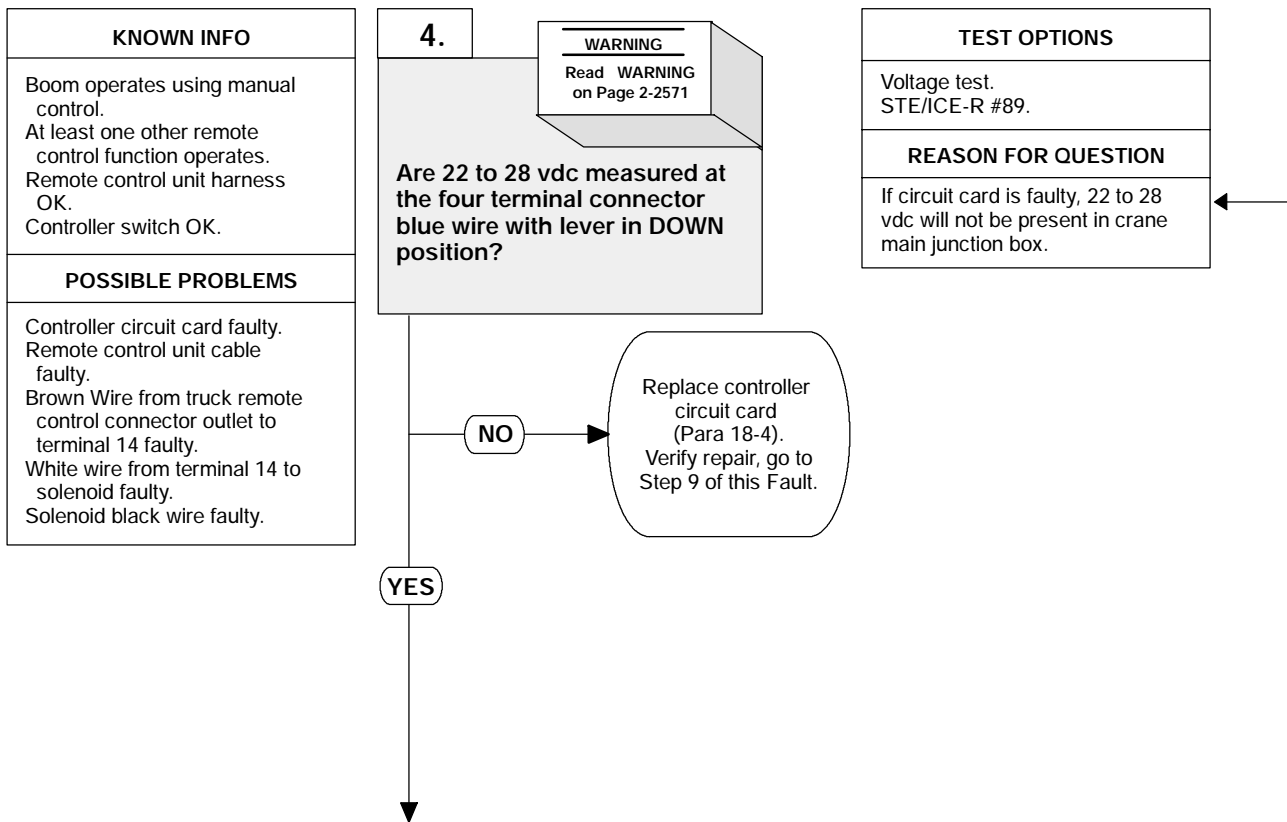 KNOWN INFO
Boom operates using manual
control.
At least one other remote
control function operates.
Remote control unit harness
OK.
Controller switch OK.
POSSIBLE PROBLEMS
Controller circuit card faulty.
Remote control unit cable
faulty.
Brown Wire from truck remote
control connector outlet to
terminal 14 faulty.
White wire from terminal 14 to
solenoid faulty.
Solenoid black wire faulty.
4.
WARNING
Read WARNING
on Page 2-2571
Are 22 to 28 vdc measured at
the four terminal connector
blue wire with lever in DOWN
position?
NO
Replace controller
circuit card
(Para 18-4).
Verify repair, go to
Step 9 of this Fault.
YES
TEST OPTIONS
Voltage test.
STE/ICE-R #89.
REASON FOR QUESTION
If circuit card is faulty, 22 to 28
vdc will not be present in crane
main junction box.